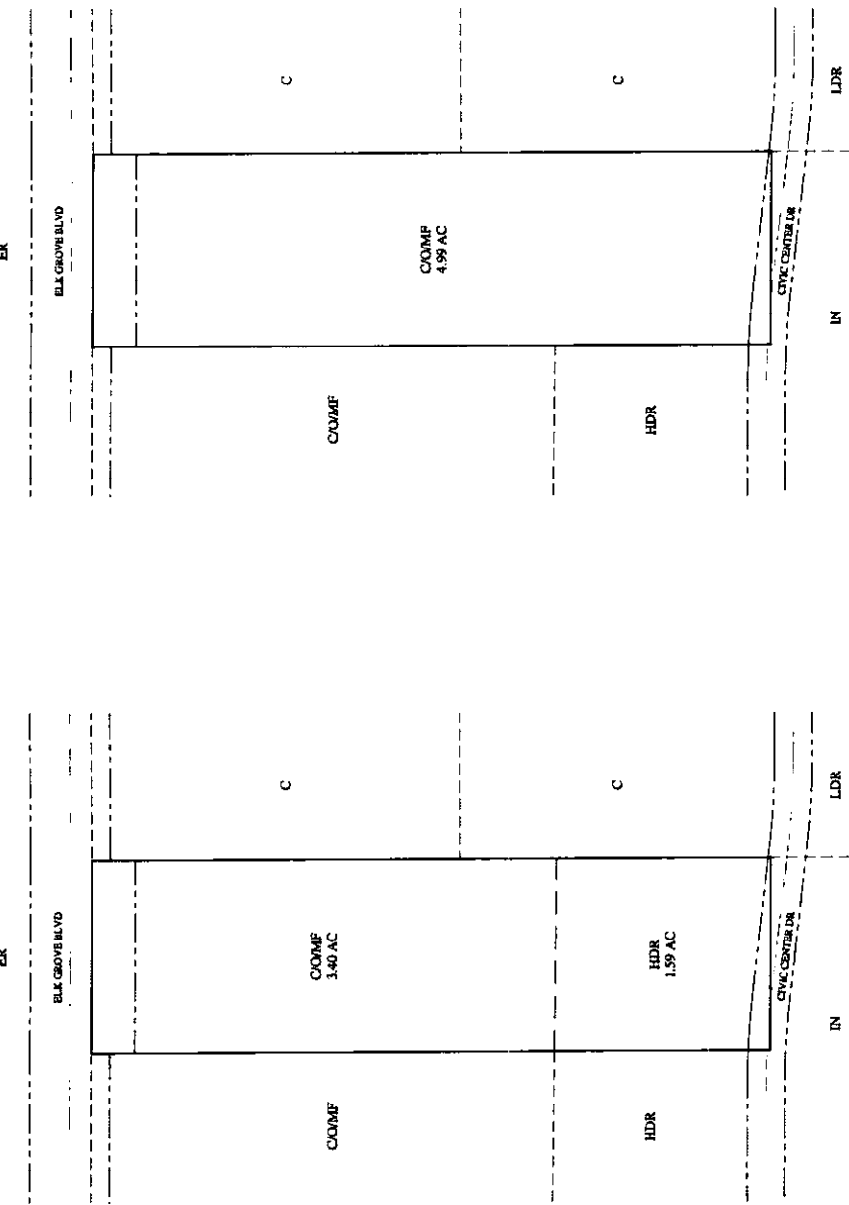 ER
ELK GROVE BLVD
C
C
C/O/MF
4.99 AC
C/O/MF
HDR
CIVIC CENTER DR
IN
LDR
ER
ELK GROVE BLVD
C
C
C/O/MF
3.40 AC
HDR
1.59 AC
C/O/MF
HDR
CIVIC CENTER DR
IN
LDR